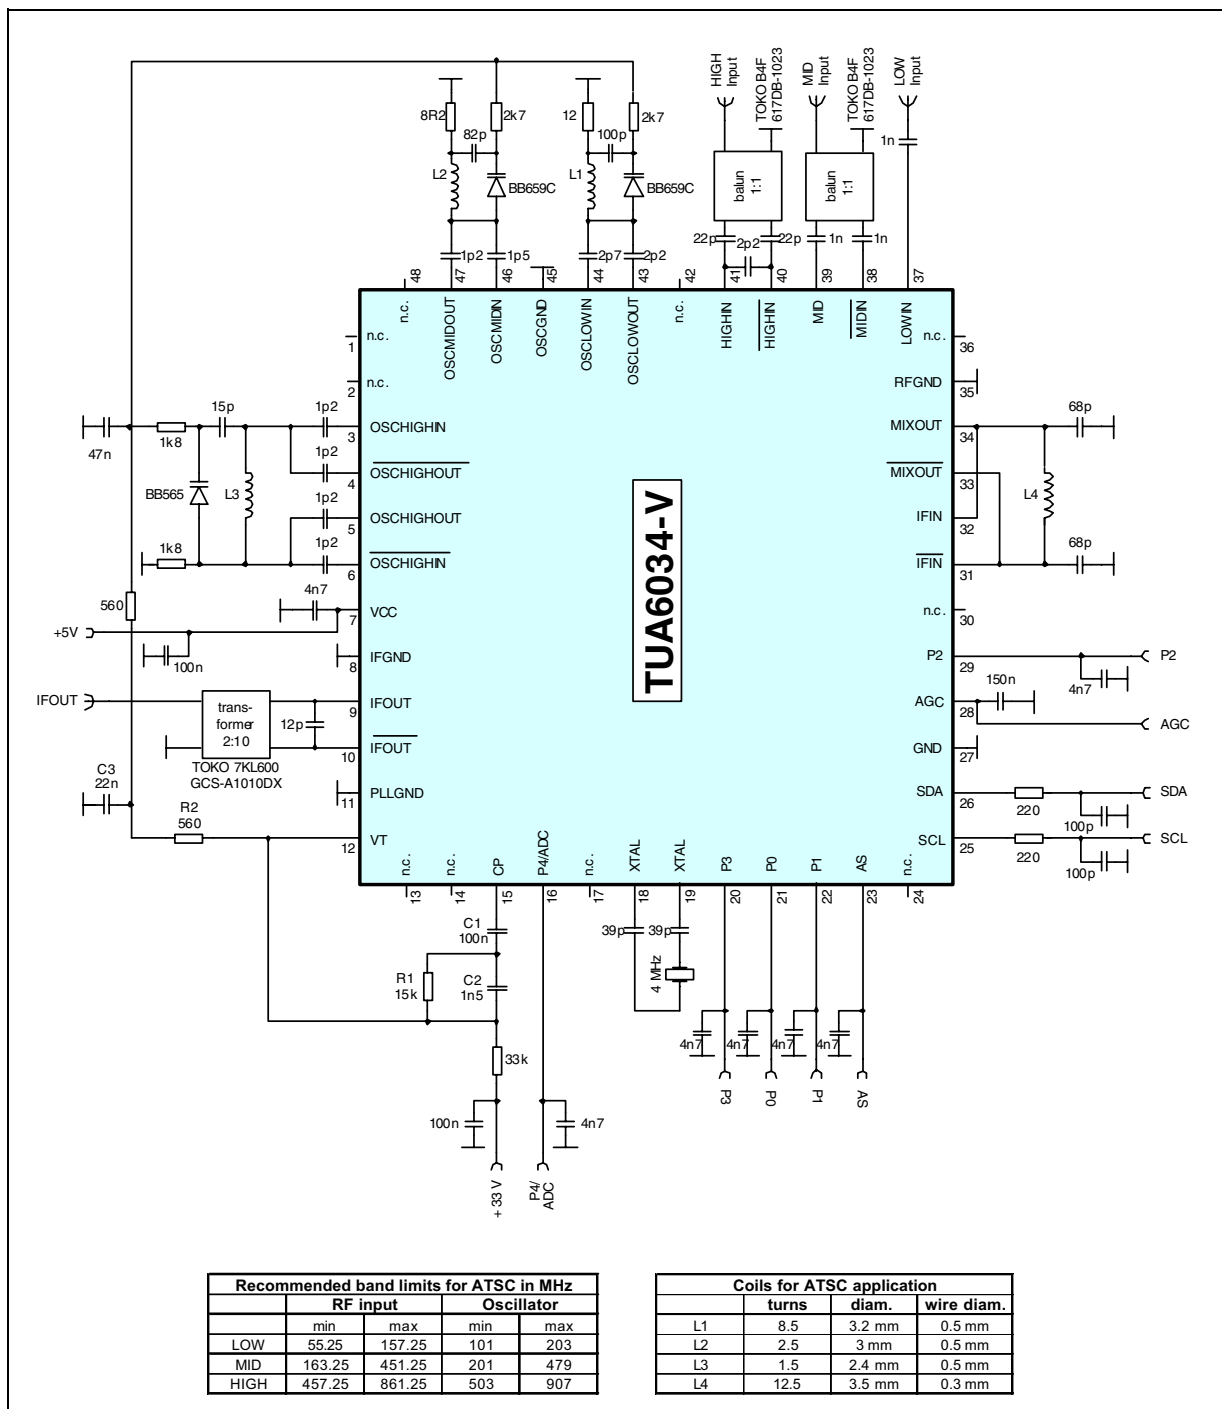 HIGH
Input
TOKO B4F
617DB-1023
MID
Input
TOKO B4F
617DB-1023
LOW
Input
8R2
2k7
12
2k7
82p
100p
1n
L2
BB659C
L1
BB659C
balun
1:1
balun
1:1
22p
2p2
22p
1n
1n
1p2
1p5
2p7
2p2
48
47
46
45
44
43
42
41
40
39
38
37
n.c.
OSCMIDOUT
OSCMIDIN
OSCGND
OSCLOWIN
OSCLOWOUT
n.c.
HIGHIN
HIGHIN
MID
MIDIN
LOWIN
1
n.c.
n.c.
36
2
n.c.
RFGND
35
47n
1k8
15p
1p2
3
OSCHIGHIN
MIXOUT
34
68p
1p2
4
OSCHIGHOUT
MIXOUT
33
BB565
L3
L4
1p2
5
OSCHIGHOUT
IFIN
32
1k8
1p2
6
OSCHIGHIN
IFIN
31
68p
560
4n7
7
VCC
n.c.
30
+5V
100n
8
IFGND
P2
29
P2
4n7
IFOUT
trans-
former
2:10
12p
9
IFOUT
AGC
28
150n
AGC
10
IFOUT
GND
27
TOKO 7KL600
GCS-A1010DX
C3
22n
11
PLLGND
SDA
26
220
SDA
100p
R2
560
12
VT
SCL
25
220
SCL
100p
TUA6034-V
n.c.
n.c.
CP
P4/ADC
n.c.
XTAL
XTAL
P3
P0
P1
AS
n.c.
13
14
15
16
17
18
19
20
21
22
23
24
C1
100n
39p
39p
R1
15k
C2
1n5
4 MHz
33k
4n7
4n7
4n7
4n7
P3
P0
P1
AS
100n
4n7
+ 33 V
P4/
ADC
Recommended band limits for ATSC in MHz
RF input Oscillator
min max min max
LOW 55.25 157.25 101 203
MID 163.25 451.25 201 479
HIGH 457.25 861.25 503 907
Coils for ATSC application
turns diam. wire diam.
L1 8.5 3.2 mm 0.5 mm
L2 2.5 3 mm 0.5 mm
L3 1.5 2.4 mm 0.5 mm
L4 12.5 3.5 mm 0.3 mm